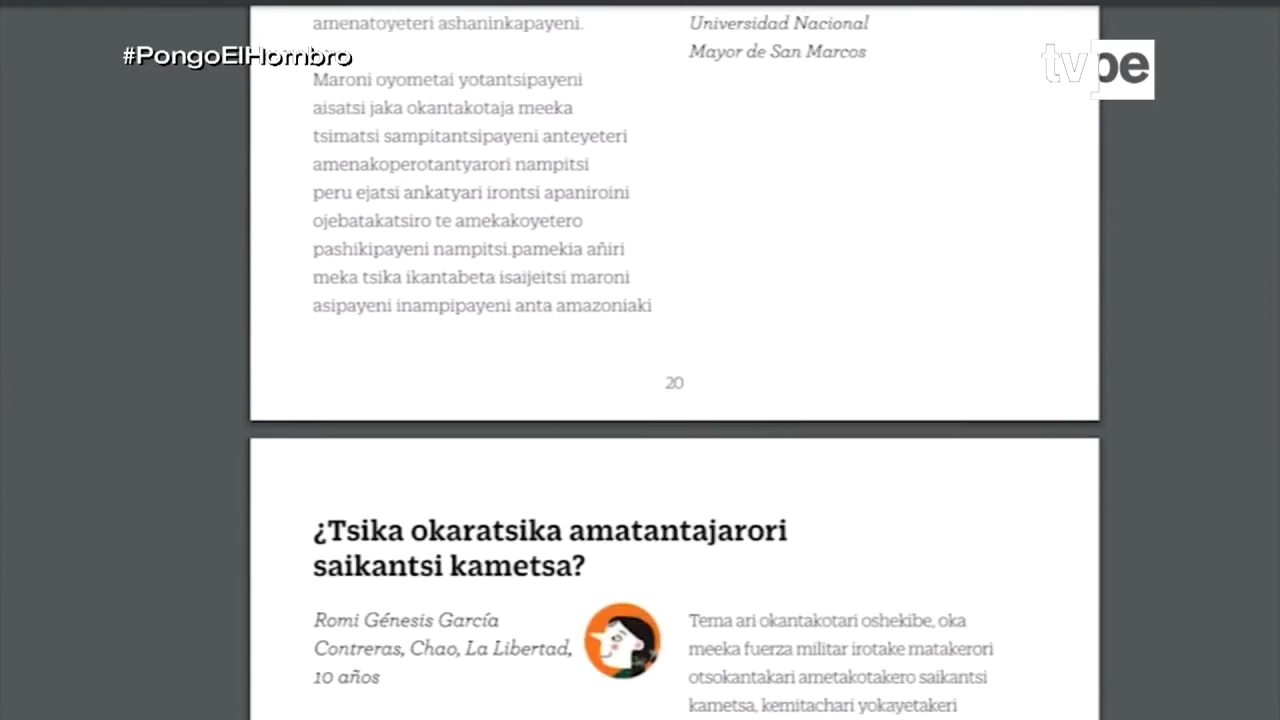 #PongoElHombro
tvpe
amenatoyeteri ashaninkapayeni.
Maroni oyometai yotantsipayeni
aisatsi jaka okantakotaja meeka
tsimatsi sampitantsipayeni anteyeteri
amenakoperotantyarori nampitsi
peru ejatsi ankatyari irontsi apaniroini
ojebatakatsiro te amekakoyetero
pashikipayeni nampitsi.pamekia añiri
meka tsika ikantabeta isaijeitsi maroni
asipayeni inampipayeni anta amazoniaki
Universidad Nacional
Mayor de San Marcos
20
¿Tsika okaratsika amatantajarori
saikantsi kametsa?
Romi Génesis García
Contreras, Chao, La Libertad,
10 años
Tema ari okantakotari oshekibe, oka
meeka fuerza militar irotake matakerori
otsokantakari ametakotakero saikantsi
kametsa, kemitachari yokayetakeri